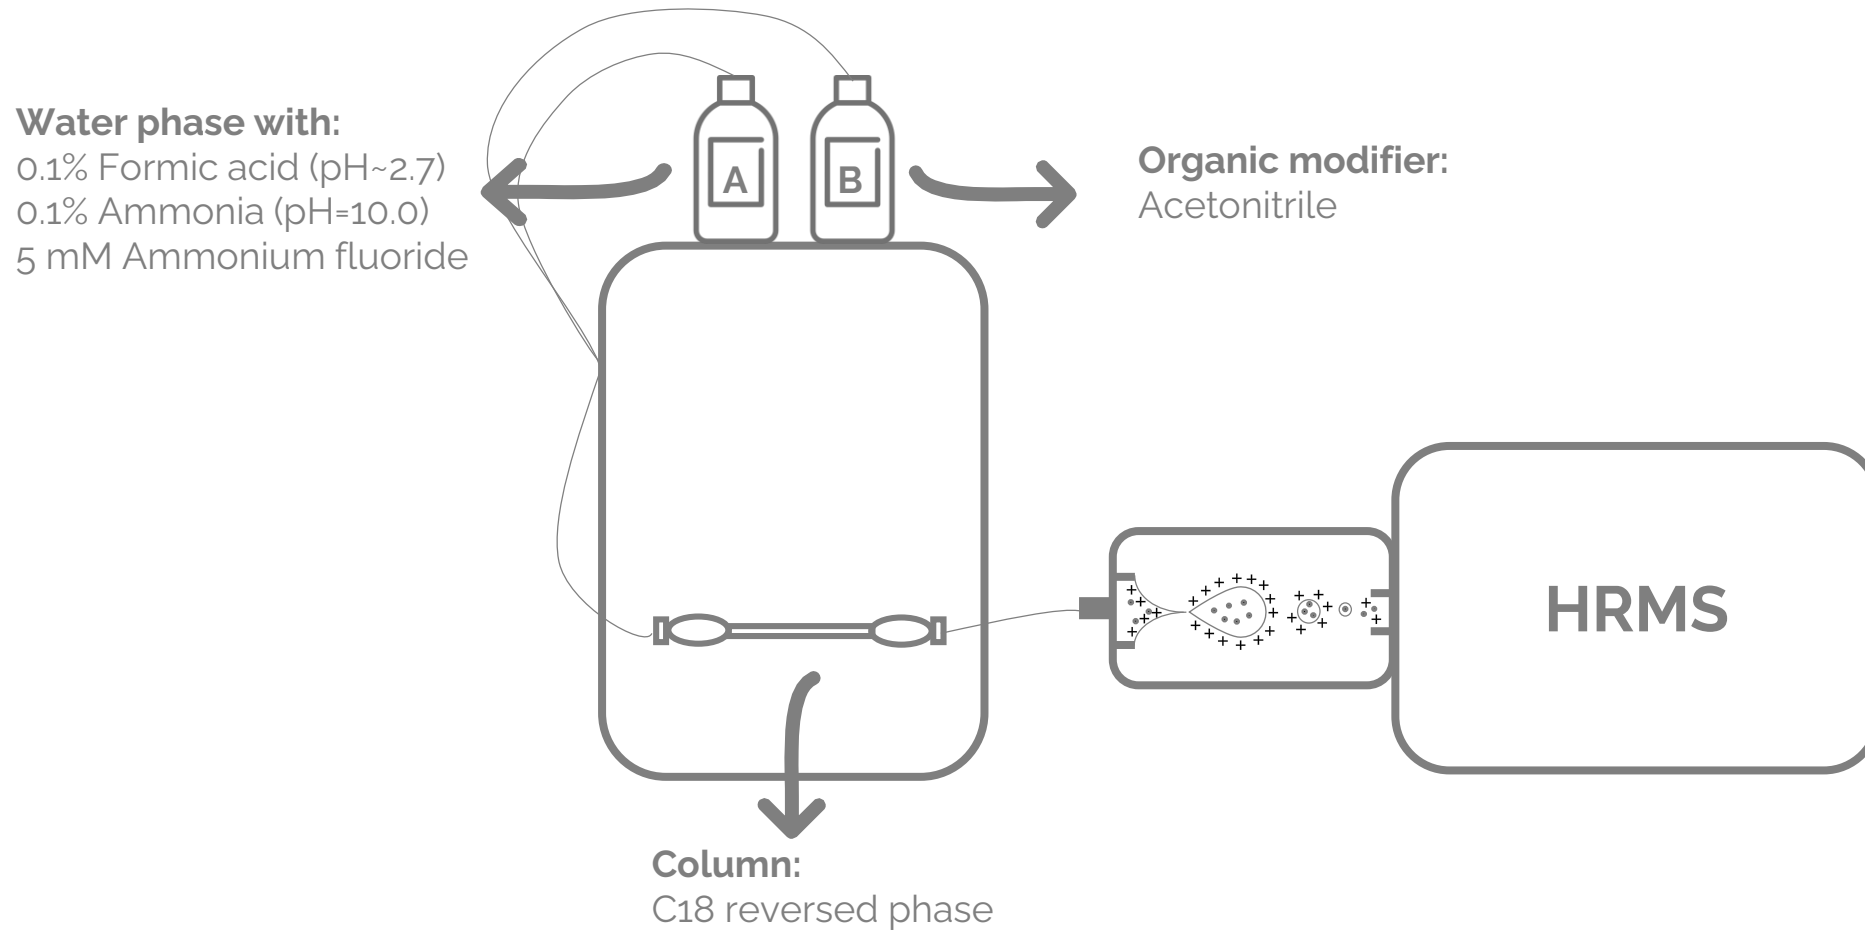 Water phase with:
0.1% Formic acid (pH~2.7)
0.1% Ammonia (pH=10.0)
5 mM Ammonium fluoride
A
B
Organic modifier:
Acetonitrile
HRMS
Column:
C18 reversed phase